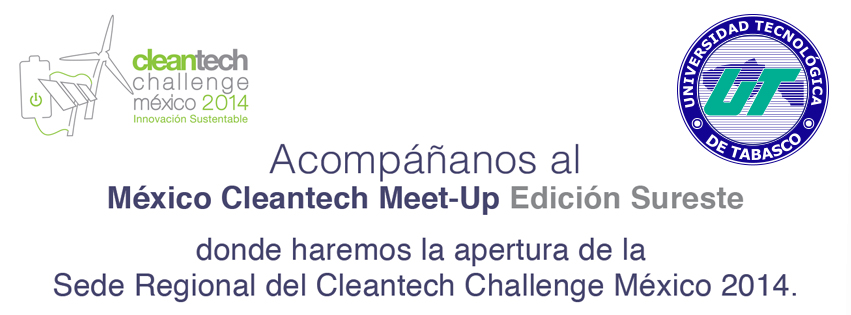 cleantech
challenge
méxico 2014
Innovación Sustentable
UNIVERSIDAD TECNOLÓGICA
UT
DE TABASCO
Acompáñanos al
México Cleantech Meet-Up Edición Sureste
donde haremos la apertura de la
Sede Regional del Cleantech Challenge México 2014.